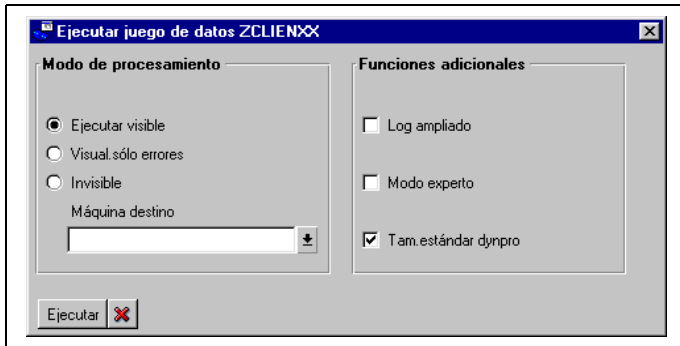 Ejecutar juego de datos ZCLIENXX
Modo de procesamiento
Ejecutar visible
Visual.sólo errores
Invisible
Máquina destino
Funciones adicionales
Log ampliado
Modo experto
Tam.estándar dynpro
Ejecutar